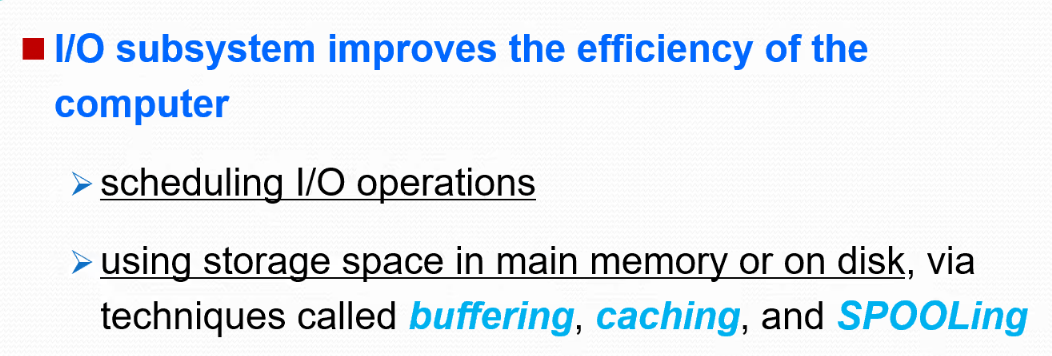 I/O subsystem improves the efficiency of the
computer
scheduling I/O operations
using storage space in main memory or on disk, via
techniques called buffering, caching, and SPOOLing